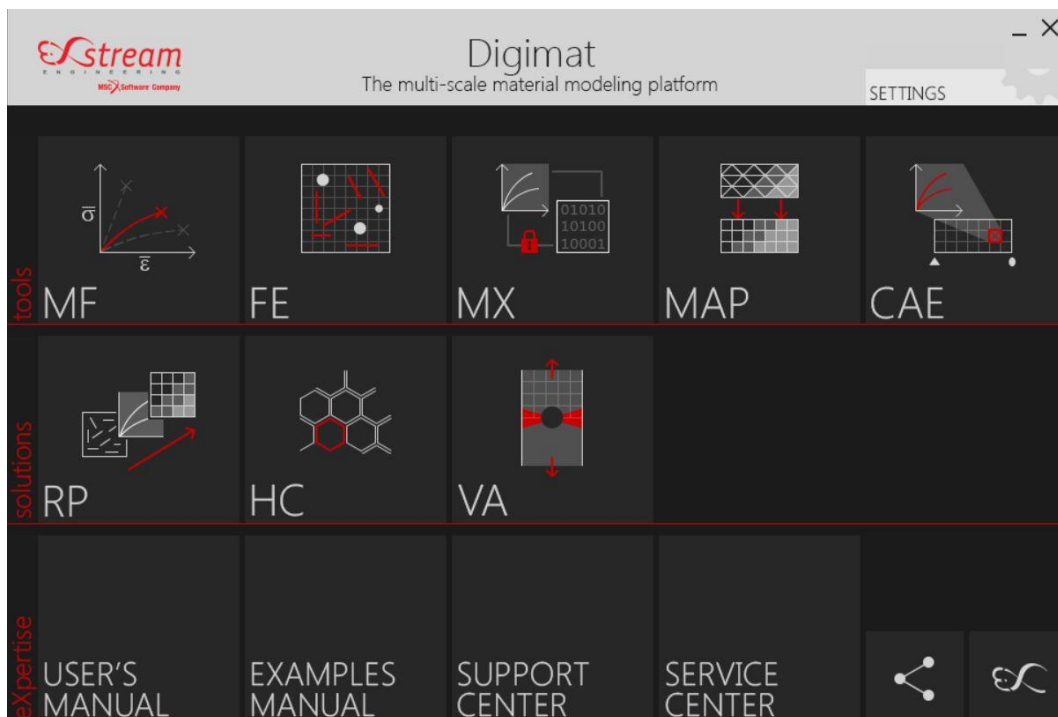 eXstream
ENGINEERING
MSC Software Company
Digimat
The multi-scale material modeling platform
SETTINGS
tools
σ
ε
MF
FE
01010
10100
10001
MX
MAP
CAE
solutions
RP
HC
VA
eXpertise
USER'S
MANUAL
EXAMPLES
MANUAL
SUPPORT
CENTER
SERVICE
CENTER
eX